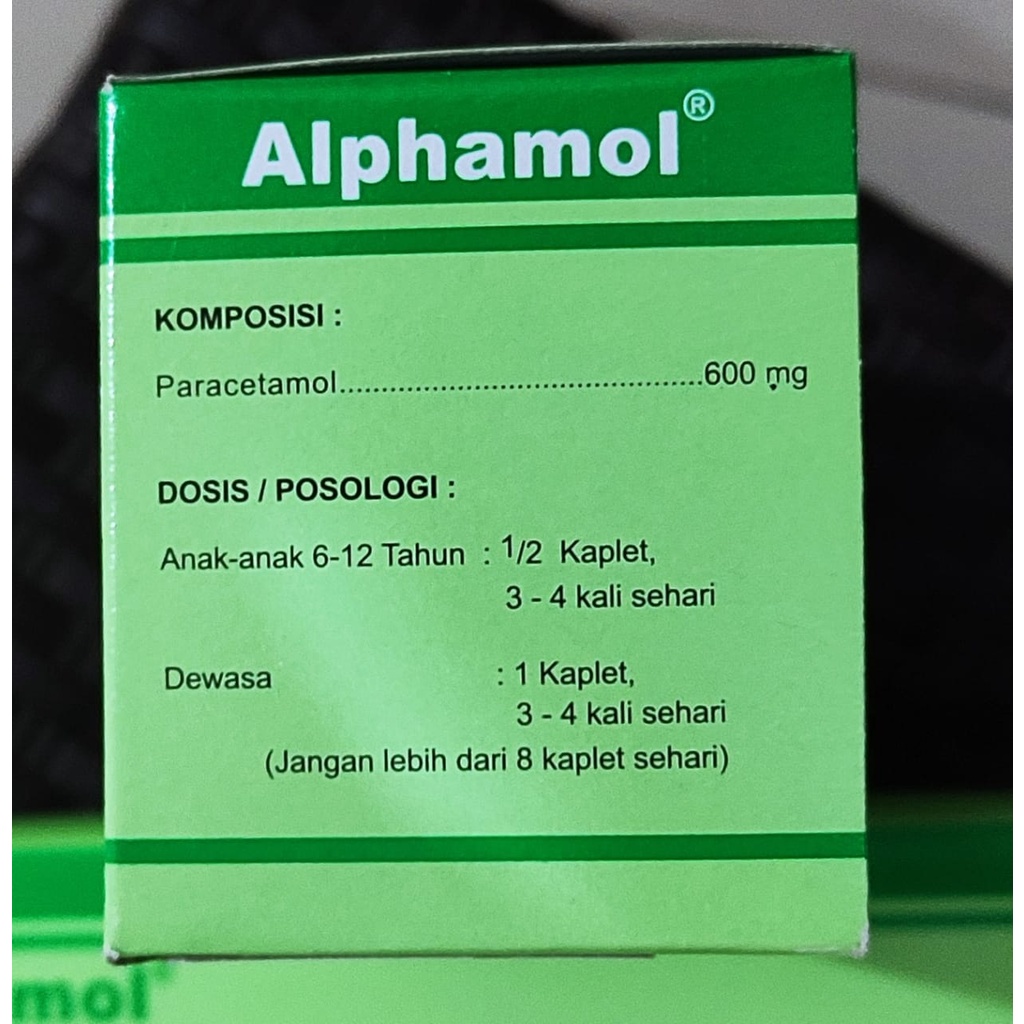 Alphamol®
KOMPOSISI :
Paracetamol..............................................600 mg
DOSIS / POSOLOGI :
Anak-anak 6-12 Tahun : 1/2 Kaplet,
3 - 4 kali sehari
Dewasa : 1 Kaplet,
3 - 4 kali sehari
(Jangan lebih dari 8 kaplet sehari)
mol